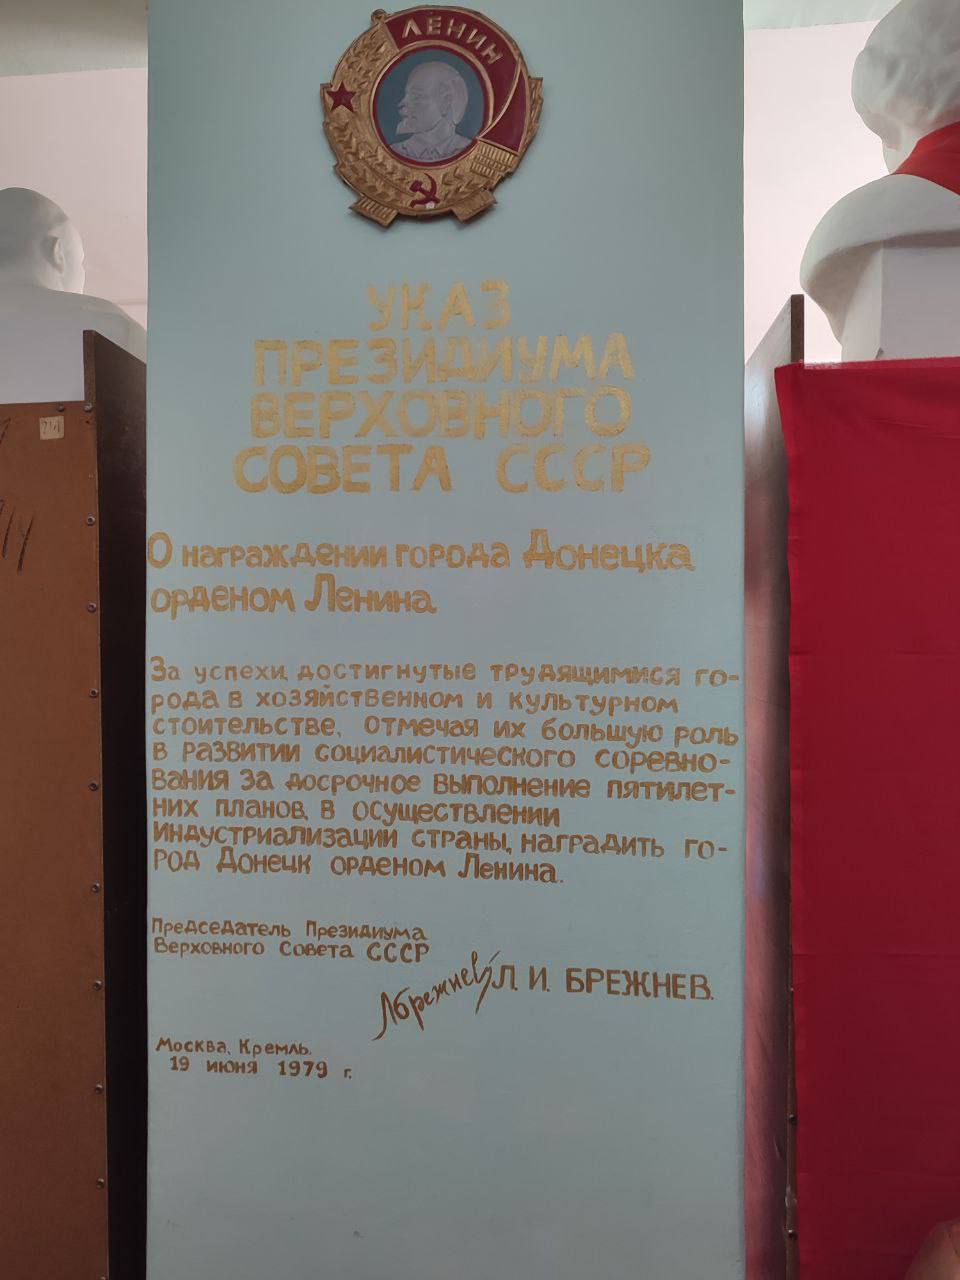 ЛЕНИН
УКАЗ
ПРЕЗИДИУМА
ВЕРХОВНОГО
СОВЕТА СССР
О награждении города Донецка
орденом Ленина
За успехи, достигнутые трудящимися го-
рода в хозяйственном и культурном
стоительстве, отмечая их большую роль
в развитии социалистического соревно-
вания за досрочное выполнение пятилет-
них планов, в осуществлении
индустриализации страны, наградить го-
род Донецк орденом Ленина.
Председатель Президиума
Верховного Совета СССР
ЛБрежнев Л. И. БРЕЖНЕВ.
Москва, Кремль.
19 июня 1979 г.